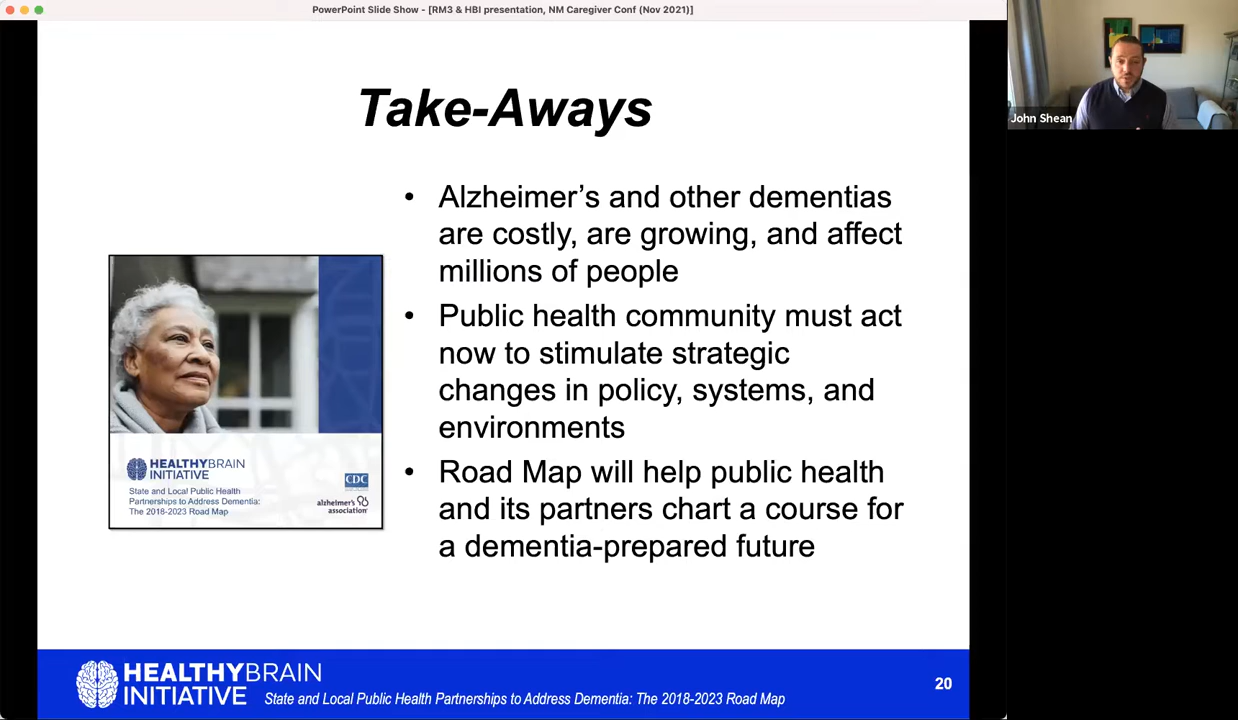 PowerPoint Slide Show - [RM3 & HBI presentation, NM Caregiver Conf (Nov 2021)]
John Shean
Take-Aways
• Alzheimer’s and other dementias
are costly, are growing, and affect
millions of people
• Public health community must act
now to stimulate strategic
changes in policy, systems, and
environments
• Road Map will help public health
and its partners chart a course for
a dementia-prepared future
HEALTHYBRAIN
INITIATIVE
State and Local Public Health
Partnerships to Address Dementia:
The 2018-2023 Road Map
CDC
alzheimer's
association
HEALTHYBRAIN
INITIATIVE
State and Local Public Health Partnerships to Address Dementia: The 2018-2023 Road Map
20